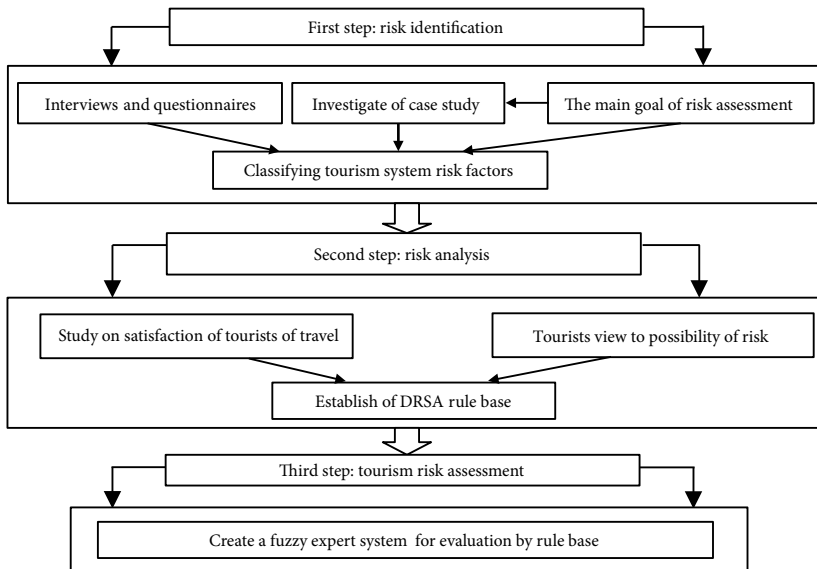 First step: risk identification
Interviews and questionnaires
Investigate of case study
The main goal of risk assessment
Classifying tourism system risk factors
Second step: risk analysis
Study on satisfaction of tourists of travel
Tourists view to possibility of risk
Establish of DRSA rule base
Third step: tourism risk assessment
Create a fuzzy expert system for evaluation by rule base